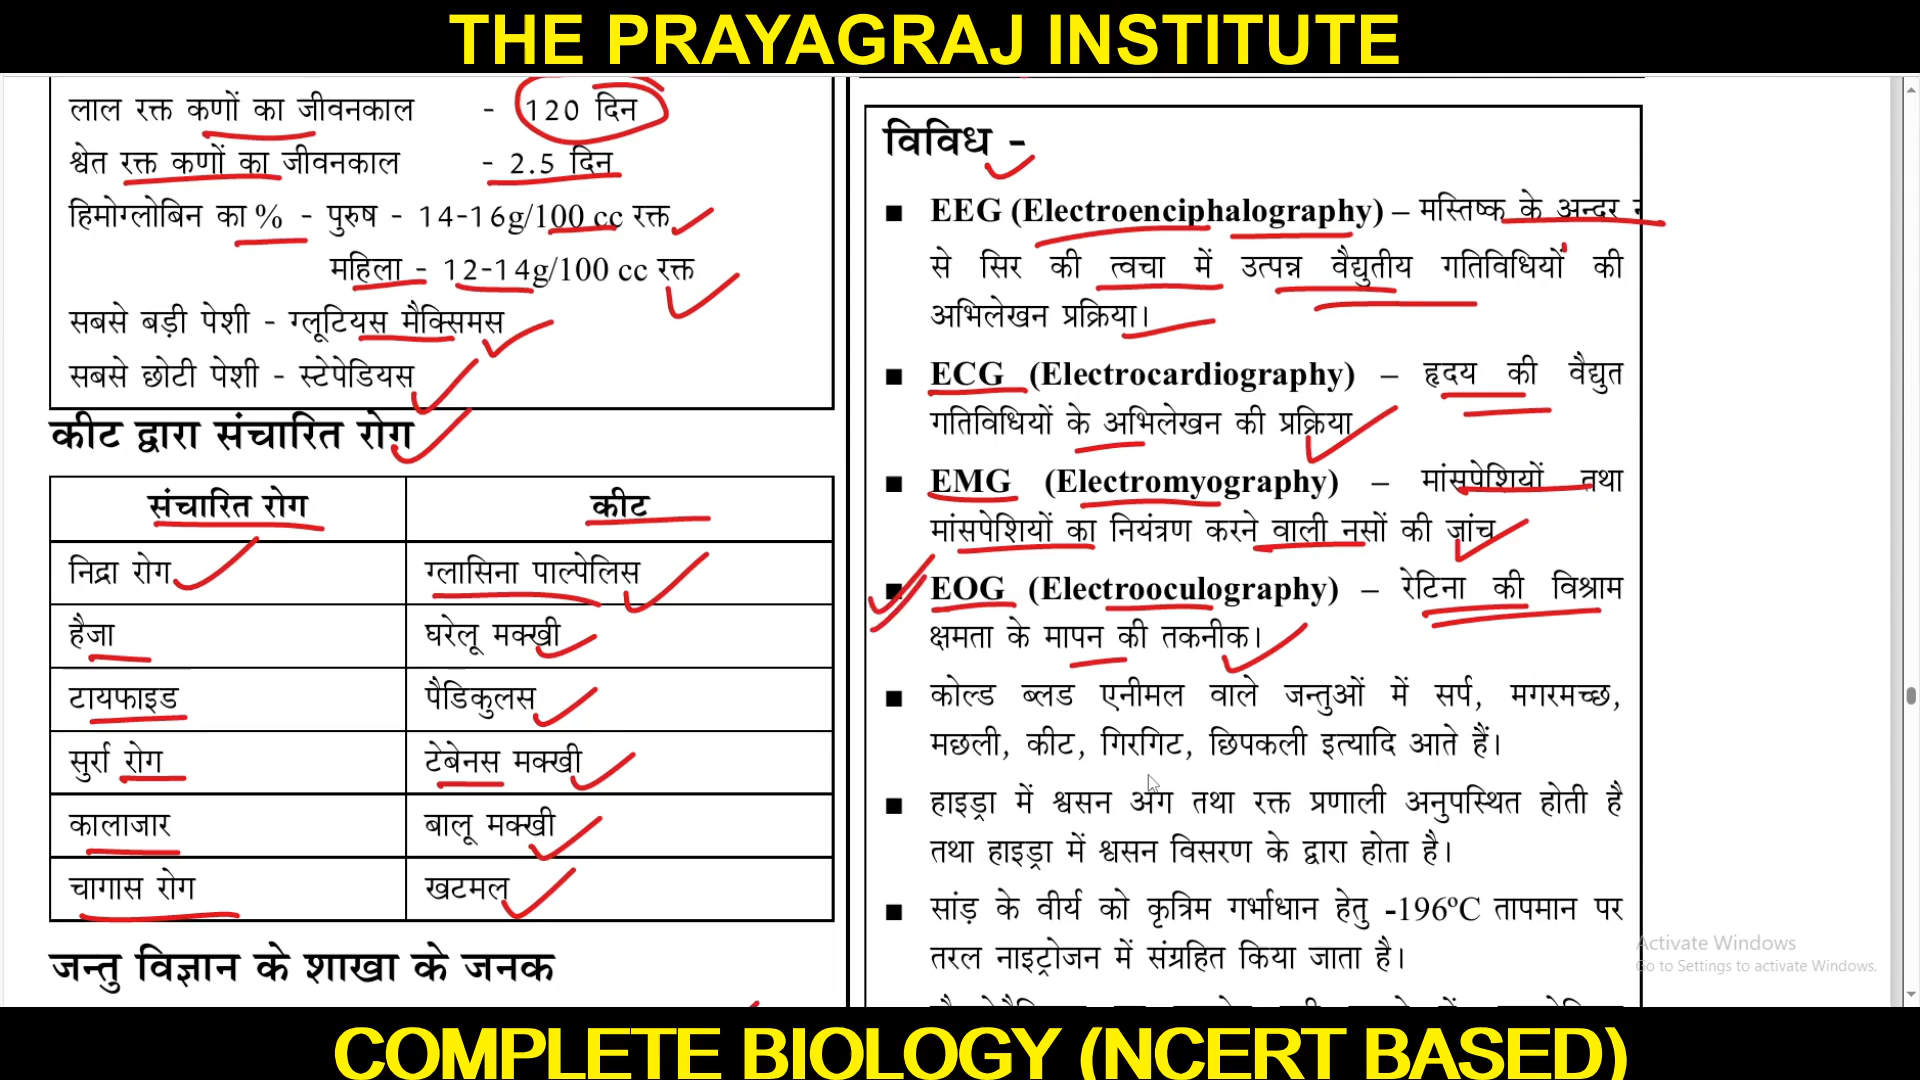 THE PRAYAGRAJ INSTITUTE
लाल रक्त कणों का जीवनकाल - 120 दिन
श्वेत रक्त कणों का जीवनकाल - 2.5 दिन
हिमोग्लोबिन का % - पुरुष - 14-16g/100 cc रक्त
महिला - 12-14g/100 cc रक्त
सबसे बड़ी पेशी - ग्लूटियस मैक्सिमस
सबसे छोटी पेशी - स्टेपेडियस
कीट द्वारा संचारित रोग
संचारित रोग कीट
निद्रा रोग ग्लासिना पाल्पेलिस
हैजा घरेलू मक्खी
टायफाइड पैडिकुलस
सुर्रा रोग टेबेनस मक्खी
कालाजार बालू मक्खी
चागास रोग खटमल
जन्तु विज्ञान के शाखा के जनक
विविध -
■ EEG (Electroenciphalography) – मस्तिष्क के अन्दर
से सिर की त्वचा में उत्पन्न वैद्युतीय गतिविधियों की
अभिलेखन प्रक्रिया।
■ ECG (Electrocardiography) – हृदय की वैद्युत
गतिविधियों के अभिलेखन की प्रक्रिया
■ EMG (Electromyography) – मांसपेशियों तथा
मांसपेशियों का नियंत्रण करने वाली नसों की जांच
■ EOG (Electrooculography) – रेटिना की विश्राम
क्षमता के मापन की तकनीक।
■ कोल्ड ब्लड एनीमल वाले जन्तुओं में सर्प, मगरमच्छ,
मछली, कीट, गिरगिट, छिपकली इत्यादि आते हैं।
■ हाइड्रा में श्वसन अंग तथा रक्त प्रणाली अनुपस्थित होती है
तथा हाइड्रा में श्वसन विसरण के द्वारा होता है।
■ सांड़ के वीर्य को कृत्रिम गर्भाधान हेतु -196°C तापमान पर
तरल नाइट्रोजन में संग्रहित किया जाता है।
Activate Windows
Go to Settings to activate Windows.
COMPLETE BIOLOGY (NCERT BASED)